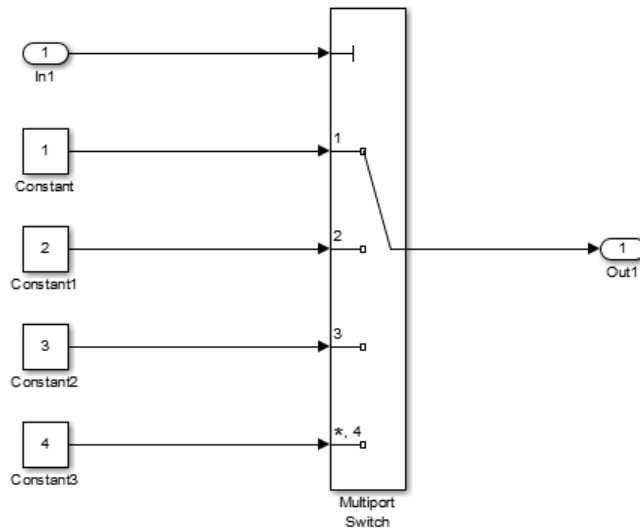 1
In1
1
Constant
1
2
Constant1
2
1
Out1
3
Constant2
3
4
Constant3
*, 4
Multiport
Switch